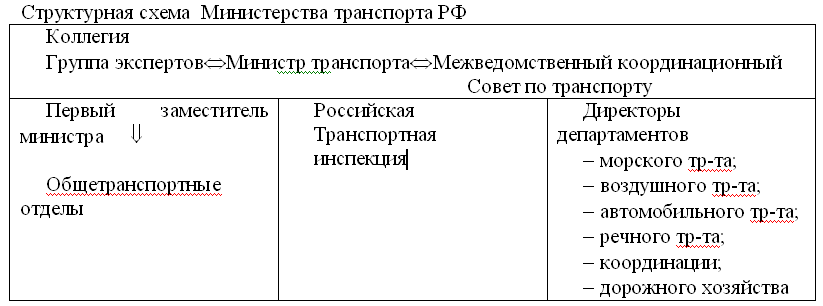 Структурная схема Министерства транспорта РФ
Коллегия
Группа экспертов⇔Министр транспорта⇔Межведомственный координационный
Совет по транспорту
Первый заместитель
министра ⇓
Общетранспортные
отделы
Российская
Транспортная
инспекция
Директоры
департаментов
– морского тр-та;
– воздушного тр-та;
– автомобильного тр-та;
– речного тр-та;
– координации;
– дорожного хозяйства